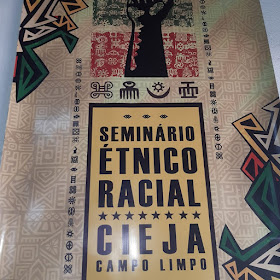 SEMINÁRIO
ÉTNICO
RACIAL
CIEJA
CAMPO LIMPO